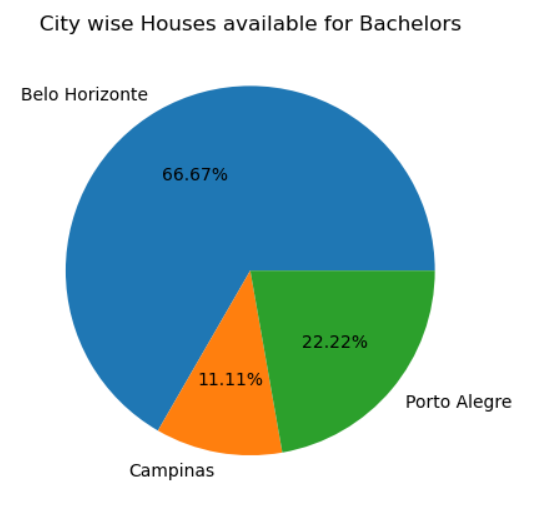 City wise Houses available for Bachelors
Belo Horizonte
66.67%
22.22%
11.11%
Porto Alegre
Campinas